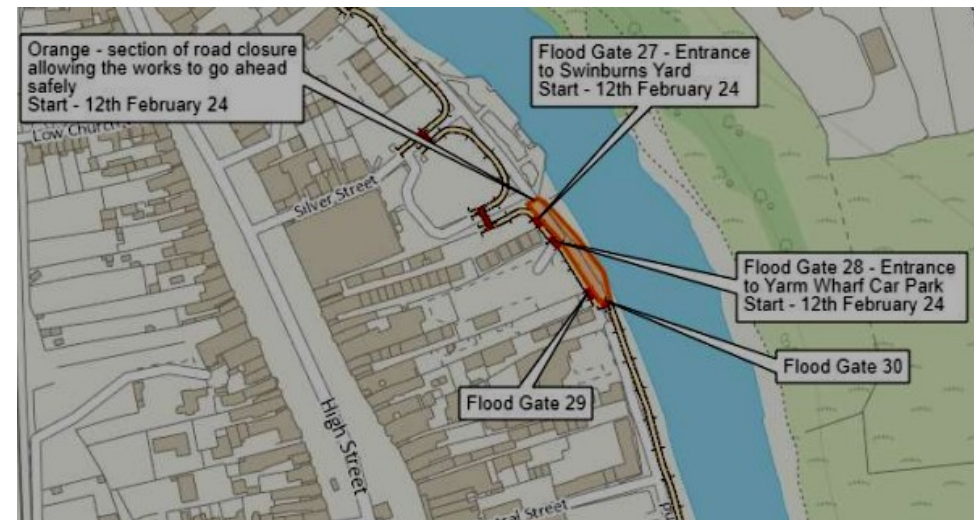 Orange - section of road closure
allowing the works to go ahead
safely
Start - 12th February 24
Flood Gate 27 - Entrance
to Swinburns Yard
Start - 12th February 24
Low Church
Silver Street
Flood Gate 28 - Entrance
to Yarm Wharf Car Park
Start - 12th February 24
Flood Gate 30
Flood Gate 29
High Street
Street